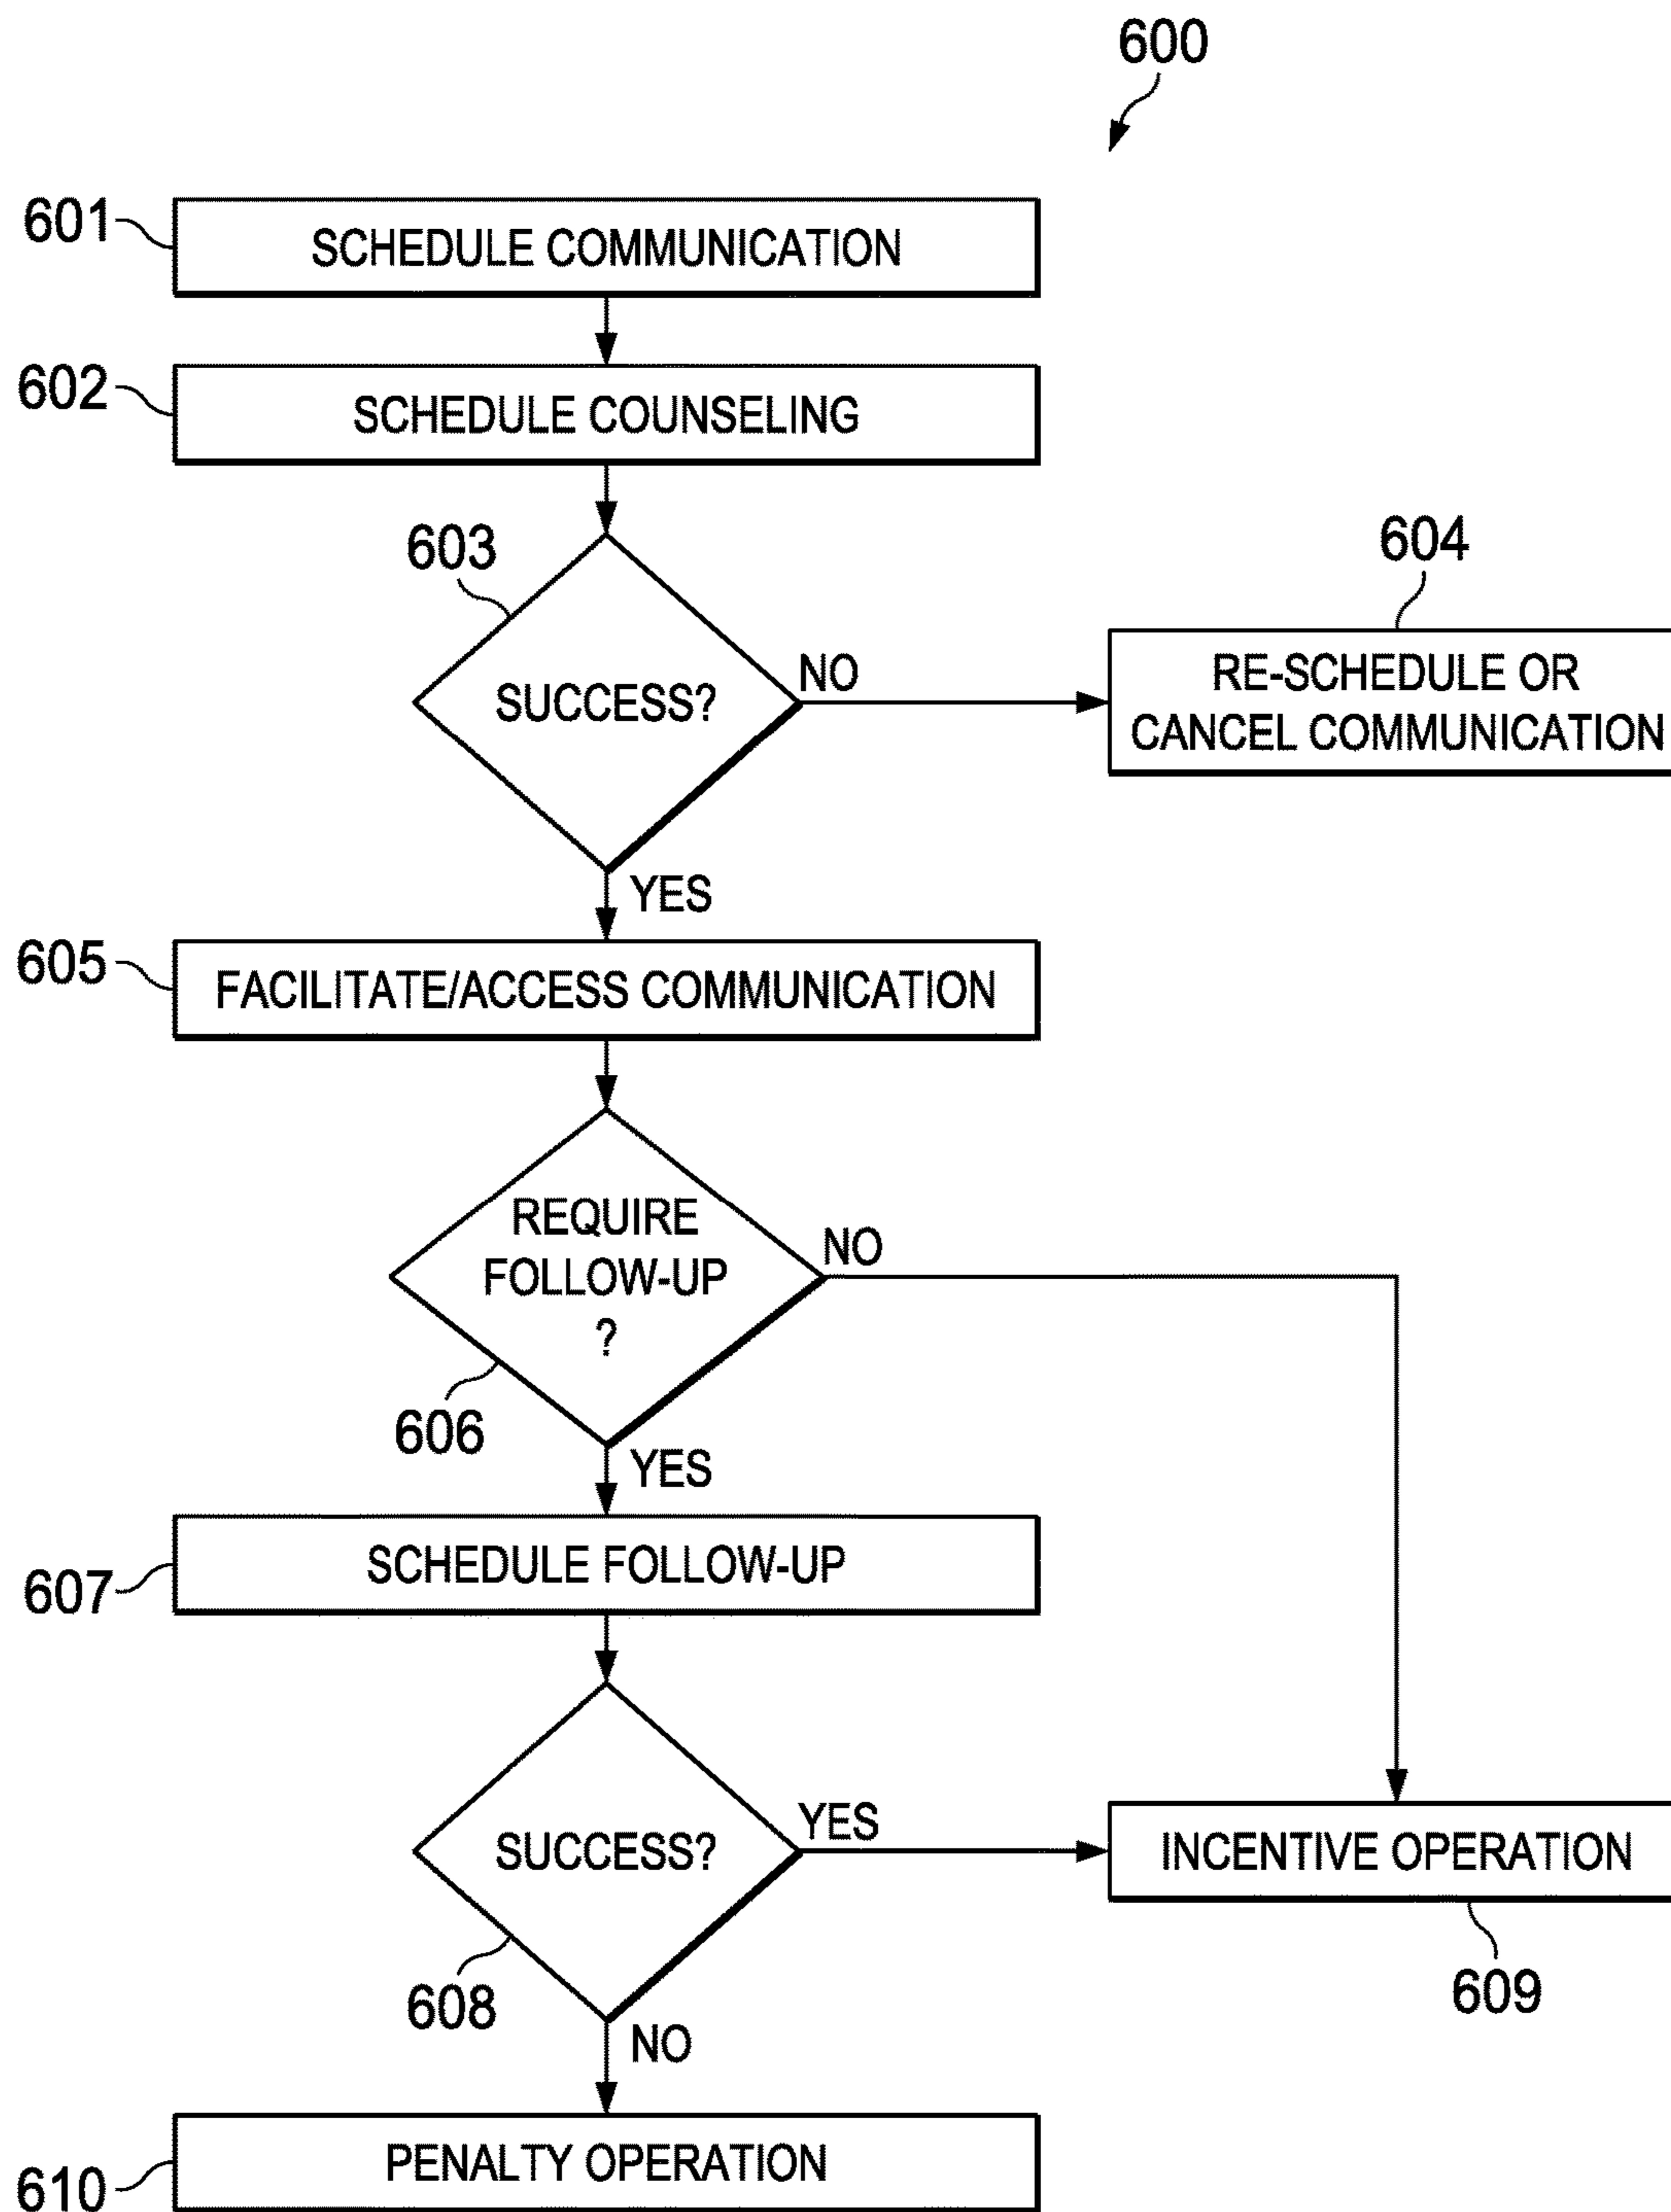 600
601
SCHEDULE COMMUNICATION
602
SCHEDULE COUNSELING
603
SUCCESS?
NO
604
RE-SCHEDULE OR
CANCEL COMMUNICATION
YES
605
FACILITATE/ACCESS COMMUNICATION
REQUIRE
FOLLOW-UP
?
NO
606
YES
607
SCHEDULE FOLLOW-UP
SUCCESS?
YES
INCENTIVE OPERATION
608
609
NO
610
PENALTY OPERATION